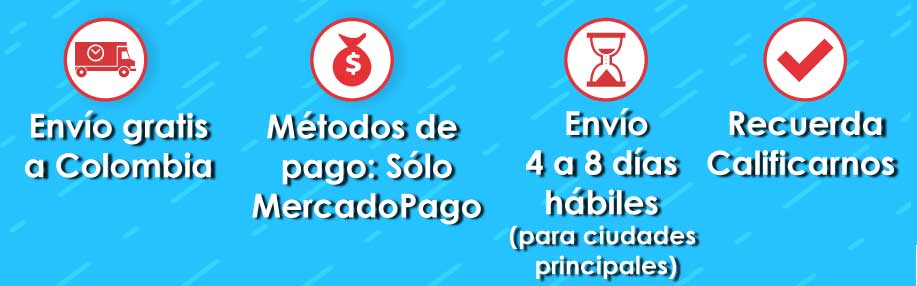 Envío gratis
a Colombia
$
Métodos de
pago: Sólo
MercadoPago
Envío
4 a 8 días
hábiles
(para ciudades
principales)
Recuerda
Calificarnos